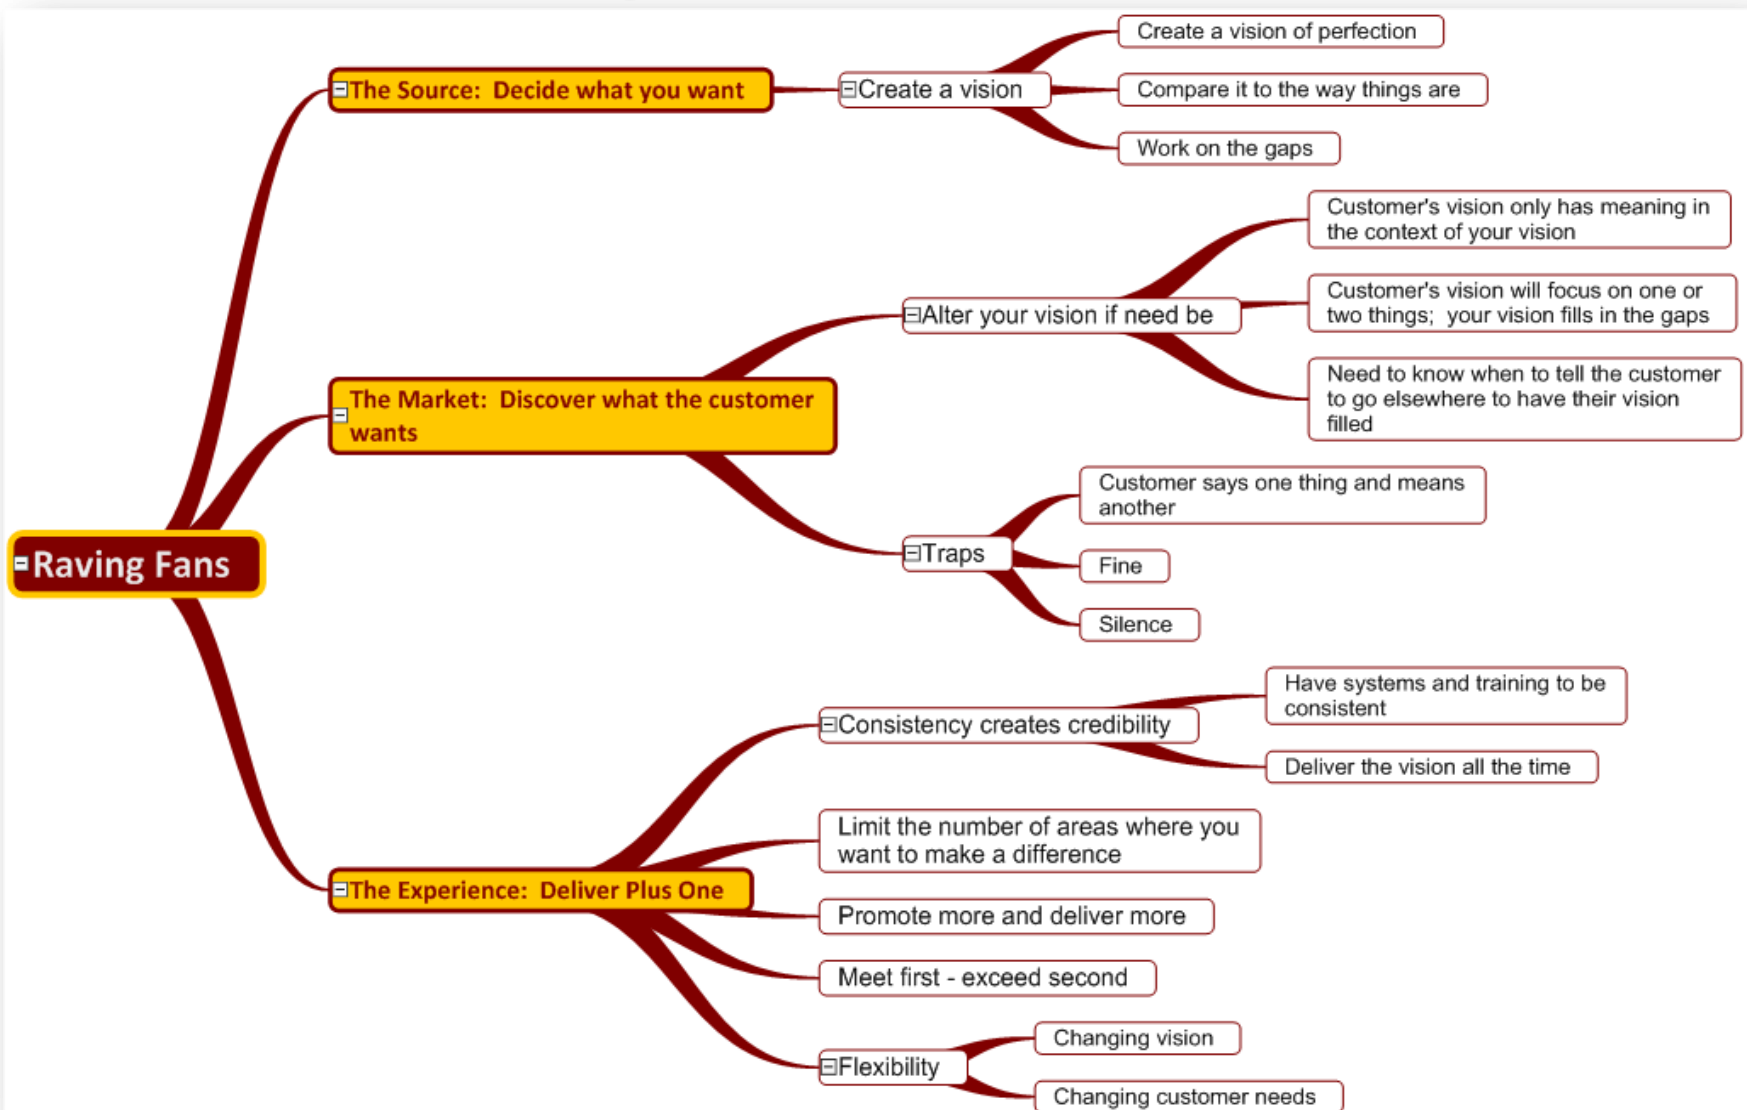 Create a vision of perfection
The Source:  Decide what you want
Create a vision
Compare it to the way things are
Work on the gaps
Customer's vision only has meaning in
the context of your vision
Customer's vision will focus on one or
two things;  your vision fills in the gaps
Alter your vision if need be
Need to know when to tell the customer
to go elsewhere to have their vision
filled
The Market:  Discover what the customer
wants
Customer says one thing and means
another
Traps
Fine
Silence
Raving Fans
Have systems and training to be
consistent
Consistency creates credibility
Deliver the vision all the time
Limit the number of areas where you
want to make a difference
The Experience:  Deliver Plus One
Promote more and deliver more
Meet first - exceed second
Changing vision
Flexibility
Changing customer needs